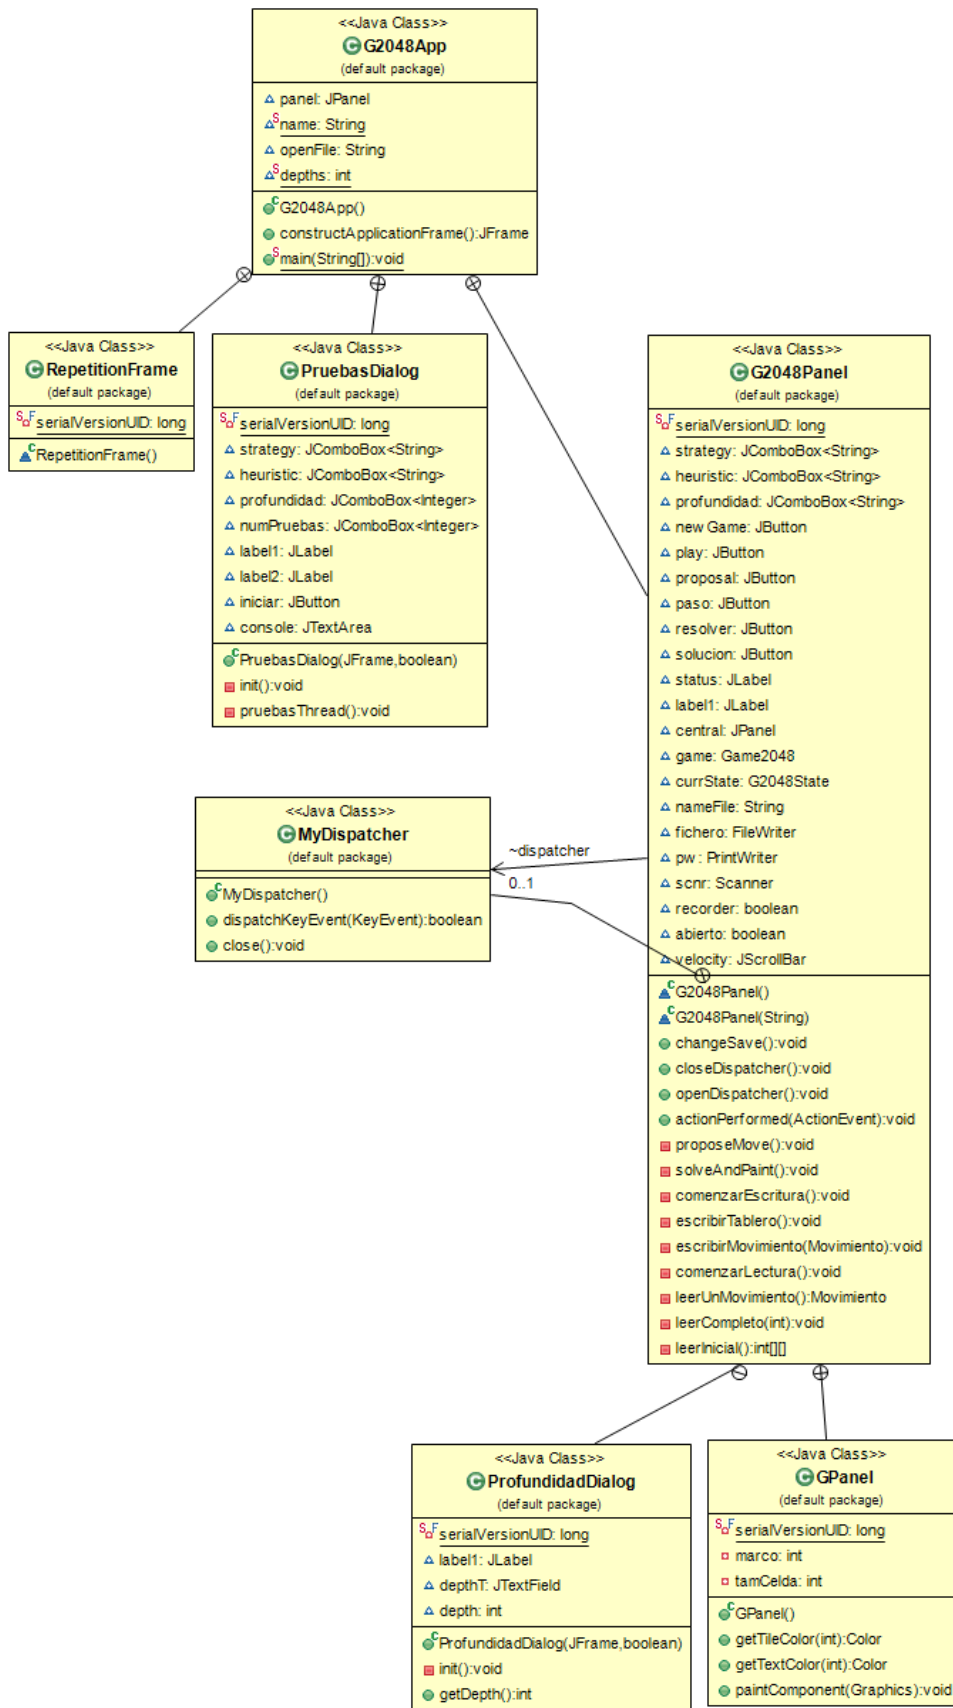 <<Java Class>>
G2048App
(default package)
panel: JPanel
name: String
openFile: String
depths: int
G2048App()
constructApplicationFrame():JFrame
main(String[]):void
<<Java Class>>
RepetitionFrame
(default package)
serialVersionUID: long
RepetitionFrame()
<<Java Class>>
PruebasDialog
(default package)
serialVersionUID: long
strategy: JComboBox<String>
heuristic: JComboBox<String>
profundidad: JComboBox<Integer>
numPruebas: JComboBox<Integer>
label1: JLabel
label2: JLabel
iniciar: JButton
console: JTextArea
PruebasDialog(JFrame,boolean)
init():void
pruebasThread():void
<<Java Class>>
G2048Panel
(default package)
serialVersionUID: long
strategy: JComboBox<String>
heuristic: JComboBox<String>
profundidad: JComboBox<String>
newGame: JButton
play: JButton
proposal: JButton
paso: JButton
resolver: JButton
solucion: JButton
status: JLabel
label1: JLabel
central: JPanel
game: Game2048
currState: G2048State
nameFile: String
fichero: FileWriter
pw: PrintWriter
scnr: Scanner
recorder: boolean
abierto: boolean
velocity: JScrollBar
G2048Panel()
G2048Panel(String)
changeSave():void
closeDispatcher():void
openDispatcher():void
actionPerformed(ActionEvent):void
proposeMove():void
solveAndPaint():void
comenzarEscritura():void
escribirTablero():void
escribirMovimiento(Movimiento):void
comenzarLectura():void
leerUnMovimiento():Movimiento
leerCompleto(int):void
leerInicial():int[][]
<<Java Class>>
MyDispatcher
(default package)
MyDispatcher()
dispatchKeyEvent(KeyEvent):boolean
close():void
~dispatcher
0..1
<<Java Class>>
ProfundidadDialog
(default package)
serialVersionUID: long
label1: JLabel
depthT: JTextField
depth: int
ProfundidadDialog(JFrame,boolean)
init():void
getDepth():int
<<Java Class>>
GPanel
(default package)
serialVersionUID: long
marco: int
tamCelda: int
GPanel()
getTileColor(int):Color
getTextColor(int):Color
paintComponent(Graphics):void